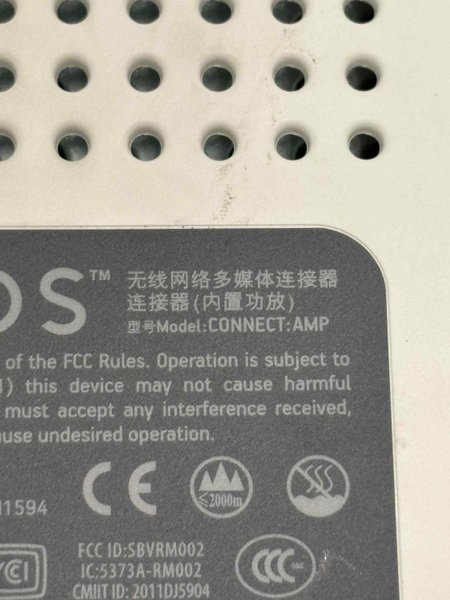 OS™
无线网络多媒体连接器
连接器(内置功放)
型号Model:CONNECT:AMP
of the FCC Rules. Operation is subject to
1) this device may not cause harmful
must accept any interference received,
use undesired operation.
CE
≤2000m
1594
FCC ID:SBVRM002
IC:5373A-RM002
CMIIT ID: 2011DJ5904
CCC